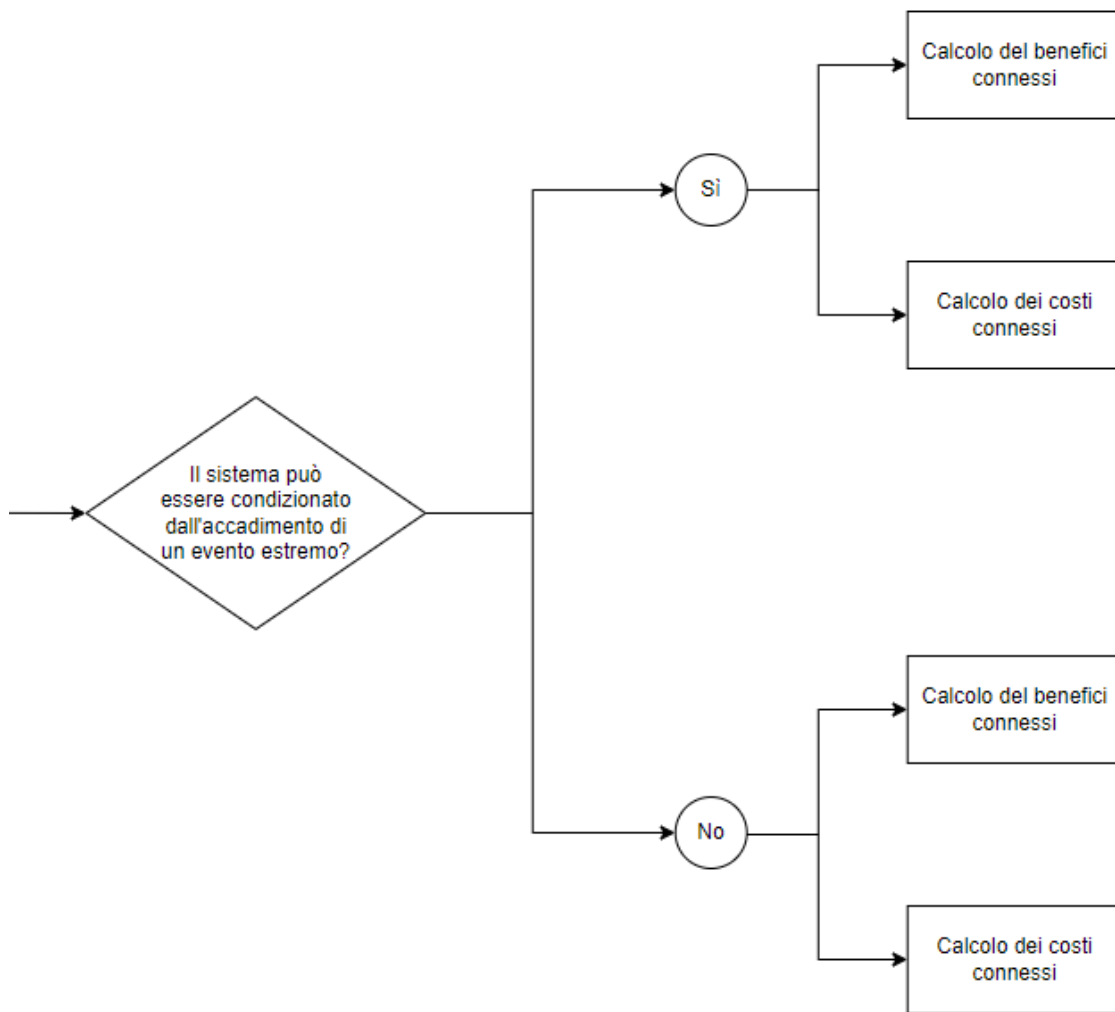 Calcolo del benefici
connessi
Sì
Calcolo dei costi
connessi
Il sistema può
essere condizionato
dall'accadimento di
un evento estremo?
Calcolo del benefici
connessi
No
Calcolo dei costi
connessi